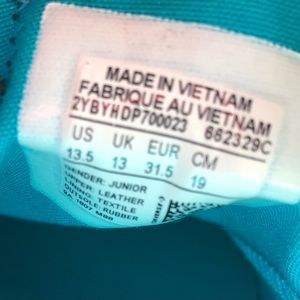 MADE IN VIETNAM
FABRIQUE AU VIETNAM
2YBYHDP700023 662329C
US UK EUR CM
13.5 13 31.5 19
GENDER: JUNIOR
UPPER: LEATHER
LINING: TEXTILE
OUTSOLE: RUBBER